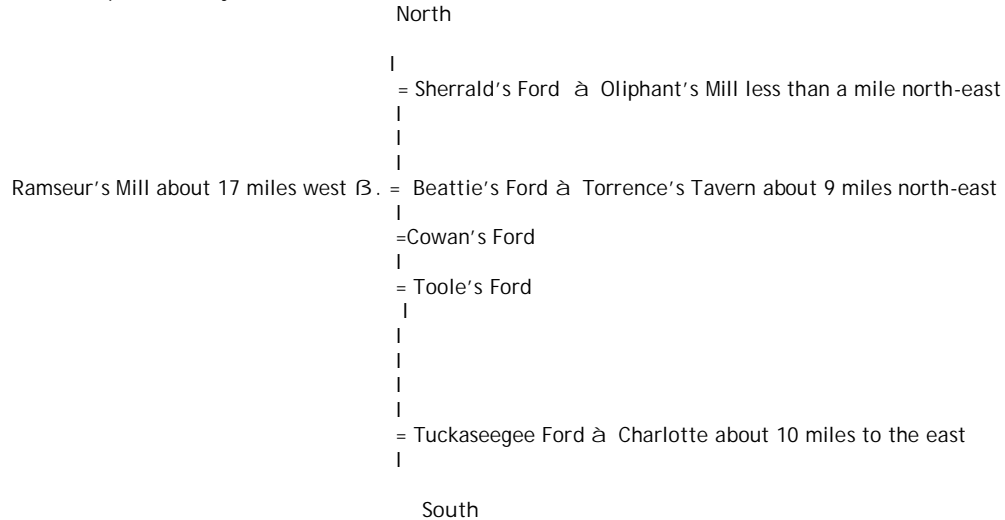 North
I
= Sherrald's Ford à Oliphant's Mill less than a mile north-east
I
I
I
Ramseur's Mill about 17 miles west ß. = Beattie's Ford à Torrence's Tavern about 9 miles north-east
I
=Cowan's Ford
I
= Toole's Ford
I
I
I
I
I
= Tuckaseegee Ford à Charlotte about 10 miles to the east
I
South